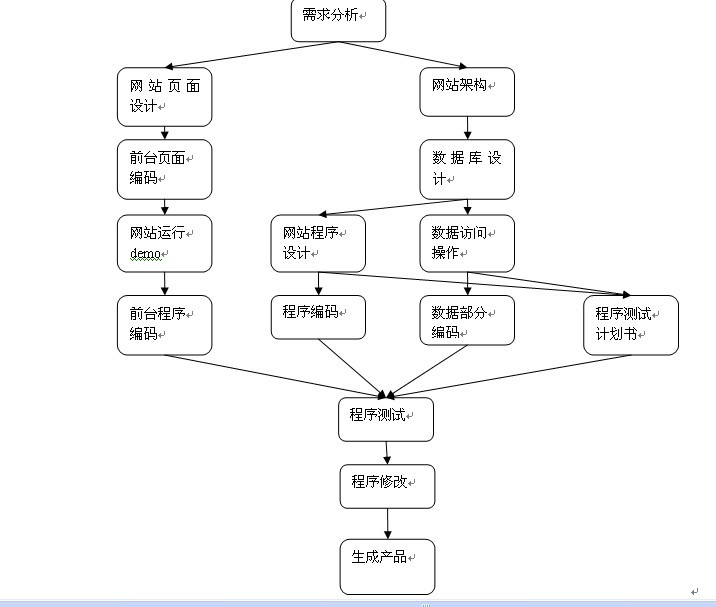 需求分析
网站页面
设计
网站架构
前台页面
编码
数据库设
计
网站运行
demo
网站程序
设计
数据访问
操作
前台程序
编码
程序编码
数据部分
编码
程序测试
计划书
程序测试
程序修改
生成产品